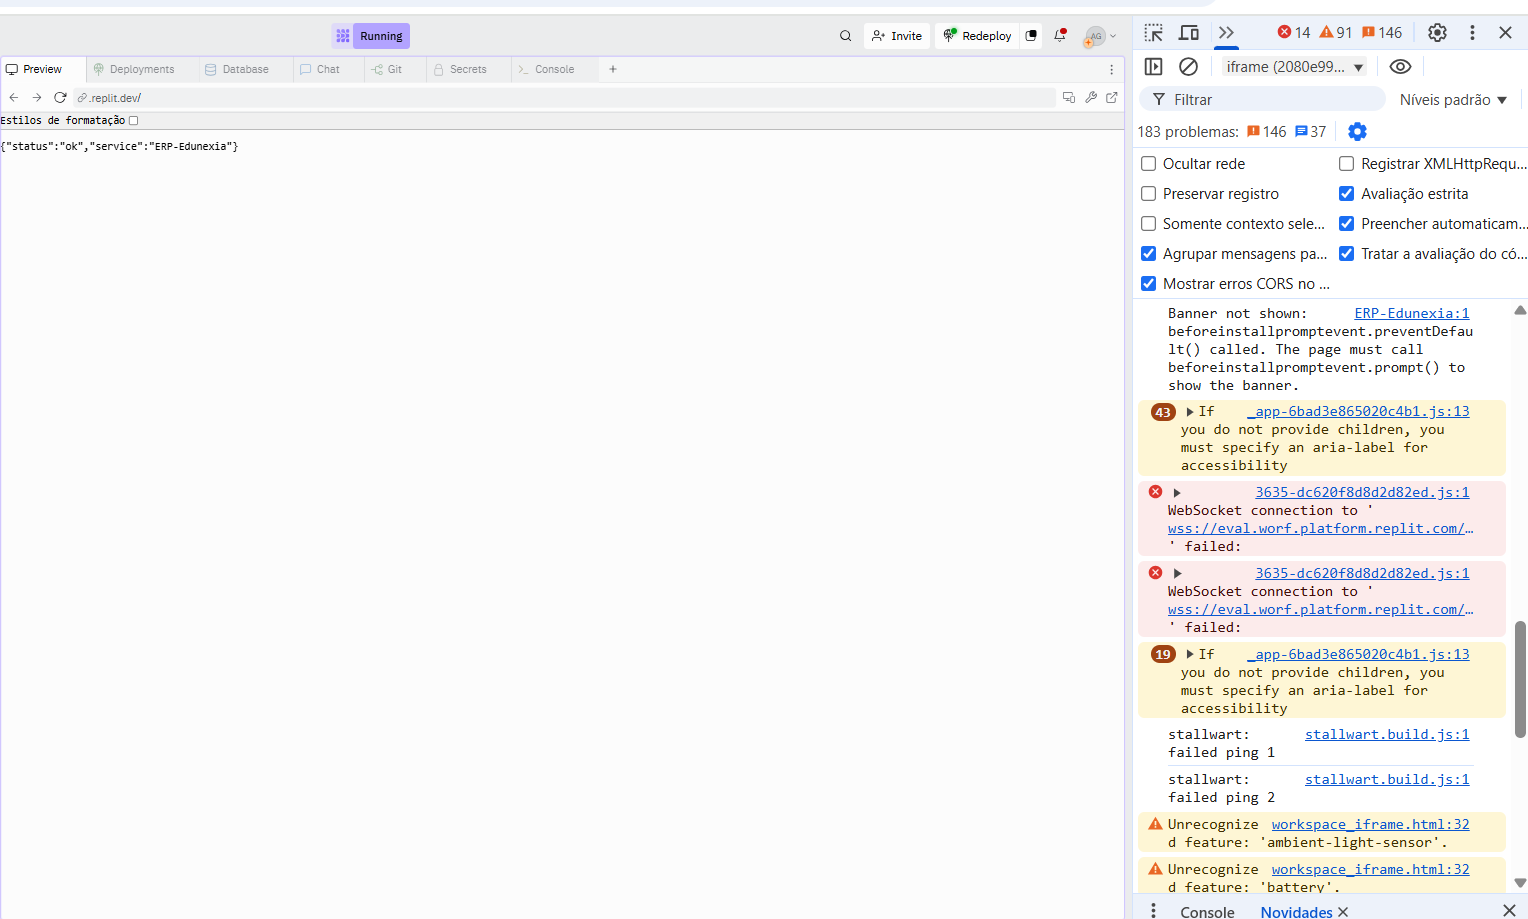 Running
Invite
Redeploy
AG
Preview
Deployments
Database
Chat
Git
Secrets
Console
.replit.dev/
Estilos de formatação
{"status":"ok","service":"ERP-Edunexia"}
14
91
146
iframe (2080e99...
Filtrar
Níveis padrão
183 problemas:
146
37
Ocultar rede
Registrar XMLHttpRequ...
Preservar registro
Avaliação estrita
Somente contexto sele...
Preencher automaticam...
Agrupar mensagens pa...
Tratar a avaliação do có...
Mostrar erros CORS no ...
Banner not shown: ERP-Edunexia:1
beforeinstallpromptevent.preventDefau
lt() called. The page must call
beforeinstallpromptevent.prompt() to
show the banner.
43 If _app-6bad3e865020c4b1.js:13
you do not provide children, you
must specify an aria-label for
accessibility
3635-dc620f8d8d2d82ed.js:1
WebSocket connection to '
wss://eval.worf.platform.replit.com/…
' failed:
3635-dc620f8d8d2d82ed.js:1
WebSocket connection to '
wss://eval.worf.platform.replit.com/…
' failed:
19 If _app-6bad3e865020c4b1.js:13
you do not provide children, you
must specify an aria-label for
accessibility
stallwart: stallwart.build.js:1
failed ping 1
stallwart: stallwart.build.js:1
failed ping 2
Unrecognize workspace_iframe.html:32
d feature: 'ambient-light-sensor'.
Unrecognize workspace_iframe.html:32
d feature: 'battery'.
Console
Novidades